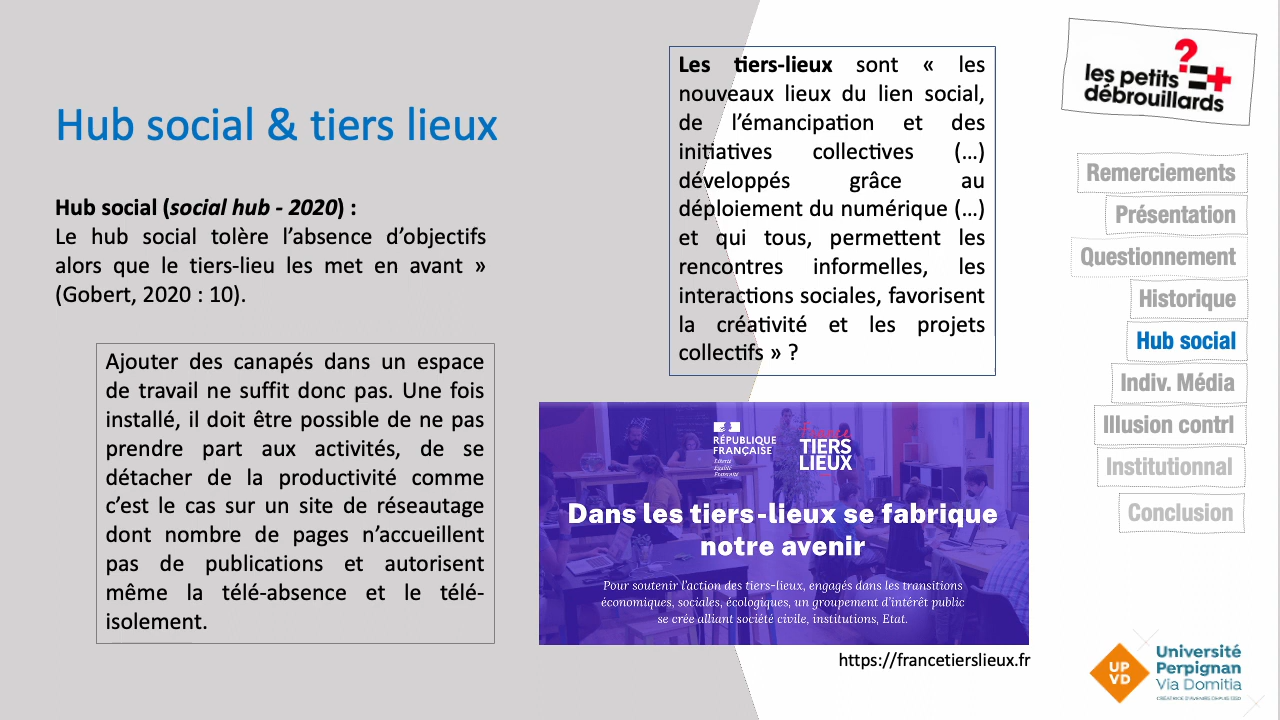 Hub social & tiers lieux
Hub social (social hub - 2020) :
Le hub social tolère l’absence d’objectifs
alors que le tiers-lieu les met en avant »
(Gobert, 2020 : 10).
Ajouter des canapés dans un espace
de travail ne suffit donc pas. Une fois
installé, il doit être possible de ne pas
prendre part aux activités, de se
détacher de la productivité comme
c’est le cas sur un site de réseautage
dont nombre de pages n’accueillent
pas de publications et autorisent
même la télé-absence et le télé-
isolement.
Les tiers-lieux sont « les
nouveaux lieux du lien social,
de l’émancipation et des
initiatives collectives (…)
développés grâce au
déploiement du numérique (…)
et qui tous, permettent les
rencontres informelles, les
interactions sociales, favorisent
la créativité et les projets
collectifs » ?
RÉPUBLIQUE
FRANÇAISE
Liberté
Égalité
Fraternité
France
TIERS
LIEUX
Dans les tiers-lieux se fabrique
notre avenir
Pour soutenir l’action des tiers-lieux, engagés dans les transitions
économiques, sociales, écologiques, un groupement d’intérêt public
se crée alliant société civile, institutions, Etat.
https://francetierslieux.fr
les petits
débrouillards
Remerciements
Présentation
Questionnement
Historique
Hub social
Indiv. Média
Illusion contrl
Institutionnal
Conclusion
UP
VD
Université
Perpignan
Via Domitia